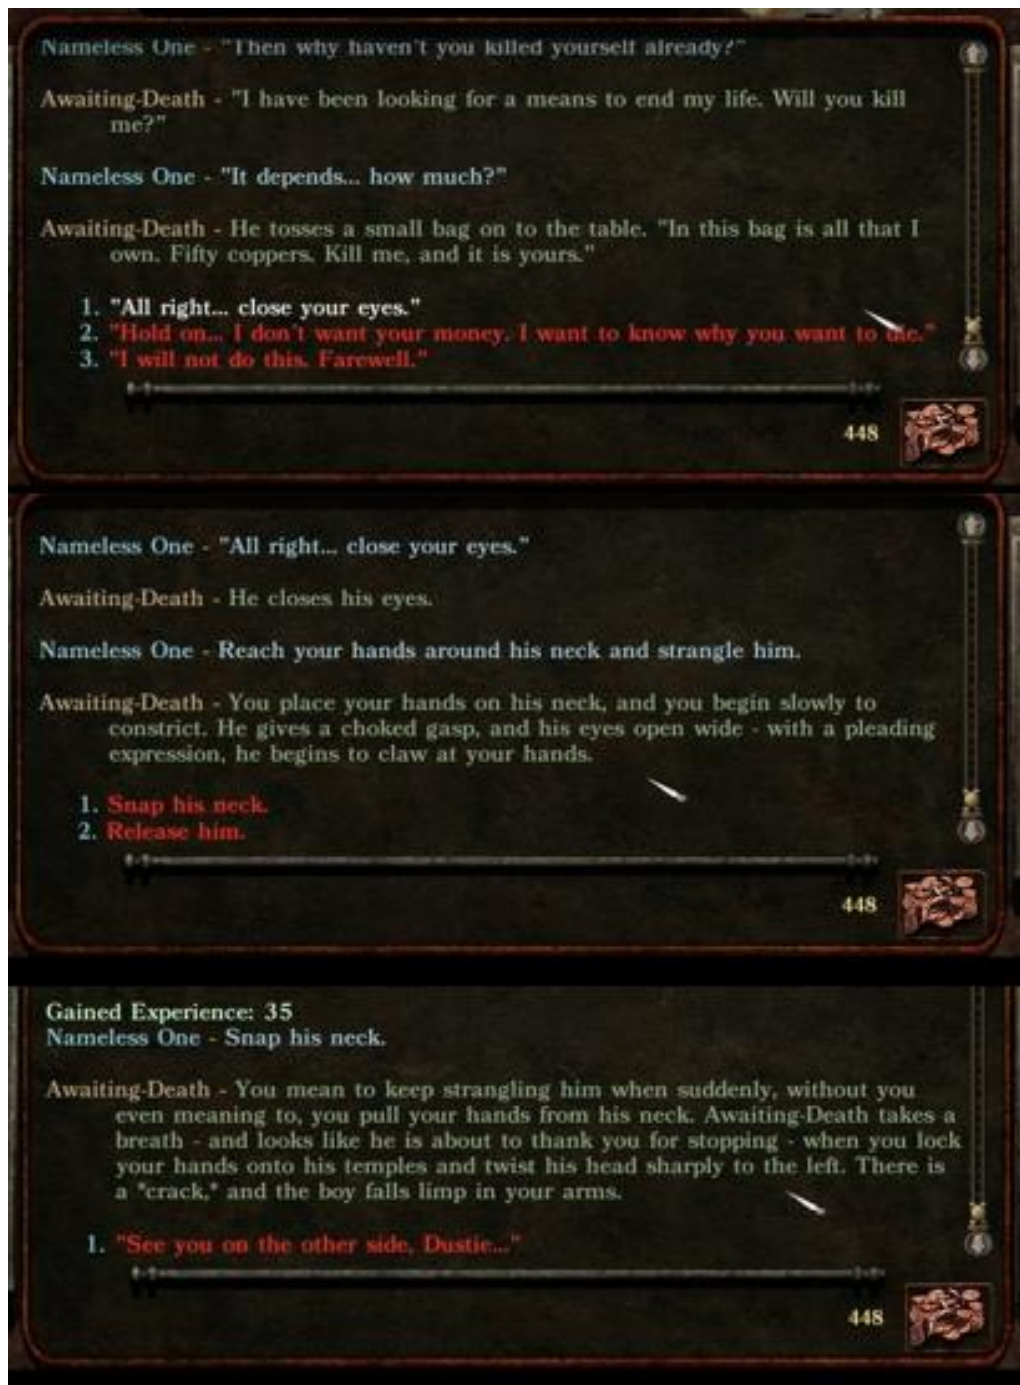 Nameless One - "Then why haven't you killed yourself already?"
Awaiting-Death - "I have been looking for a means to end my life. Will you kill
me?"
Nameless One - "It depends... how much?"
Awaiting-Death - He tosses a small bag on to the table. "In this bag is all that I
own. Fifty coppers. Kill me, and it is yours."
1. "All right... close your eyes."
2. "Hold on... I don't want your money. I want to know why you want to die."
3. "I will not do this. Farewell."
448
Nameless One - "All right... close your eyes."
Awaiting-Death - He closes his eyes.
Nameless One - Reach your hands around his neck and strangle him.
Awaiting-Death - You place your hands on his neck, and you begin slowly to
constrict. He gives a choked gasp, and his eyes open wide - with a pleading
expression, he begins to claw at your hands.
1. Snap his neck.
2. Release him.
448
Gained Experience: 35
Nameless One - Snap his neck.
Awaiting-Death - You mean to keep strangling him when suddenly, without you
even meaning to, you pull your hands from his neck. Awaiting-Death takes a
breath - and looks like he is about to thank you for stopping - when you lock
your hands onto his temples and twist his head sharply to the left. There is
a *crack,* and the boy falls limp in your arms.
1. "See you on the other side, Dustie..."
448